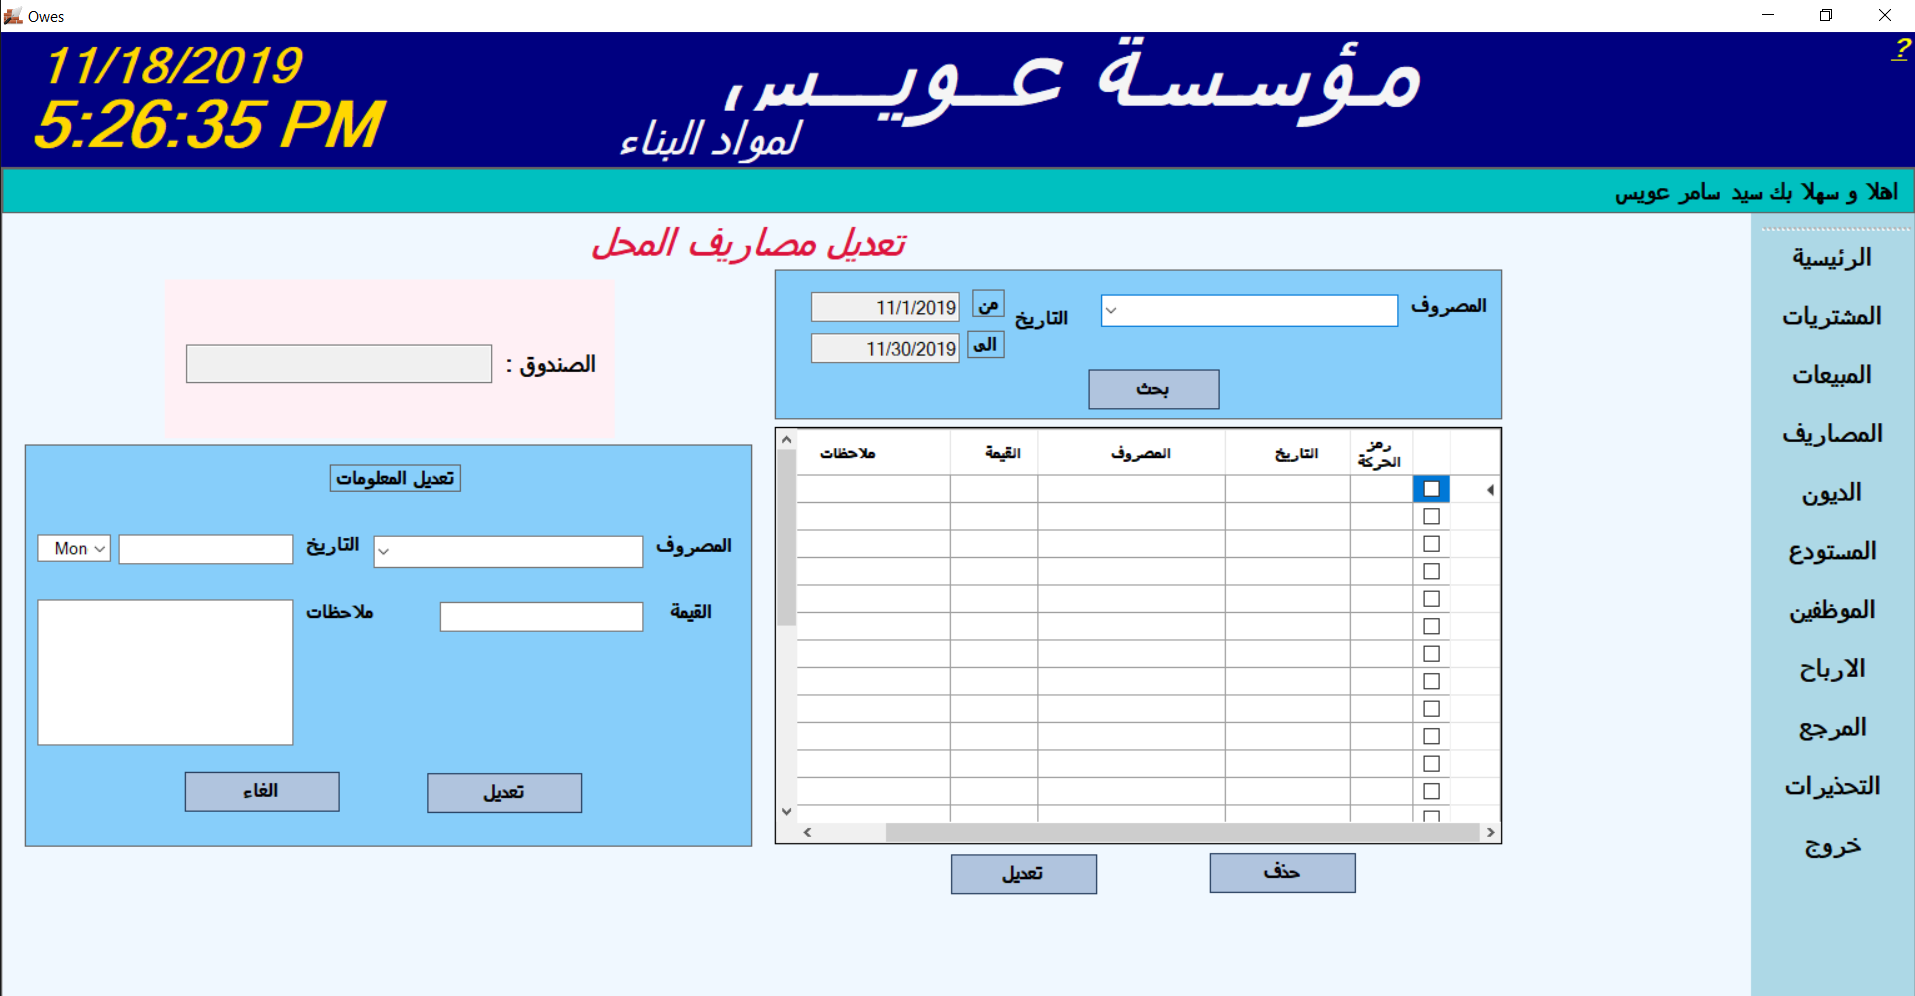 Owes
11/18/2019
5:26:35 PM
مؤسسة عويس
لمواد البناء
?
اهلا و سهلا بك سيد سامر عويس
الرئيسية
المشتريات
المبيعات
المصاريف
الديون
المستودع
الموظفين
الارباح
المرجع
التحذيرات
خروج
تعديل مصاريف المحل
المصروف
التاريخ
من
11/1/2019
الى
11/30/2019
بحث
الصندوق :
رمز الحركة
التاريخ
المصروف
القيمة
ملاحظات
حذف
تعديل
تعديل المعلومات
المصروف
التاريخ
Mon
القيمة
ملاحظات
تعديل
الغاء